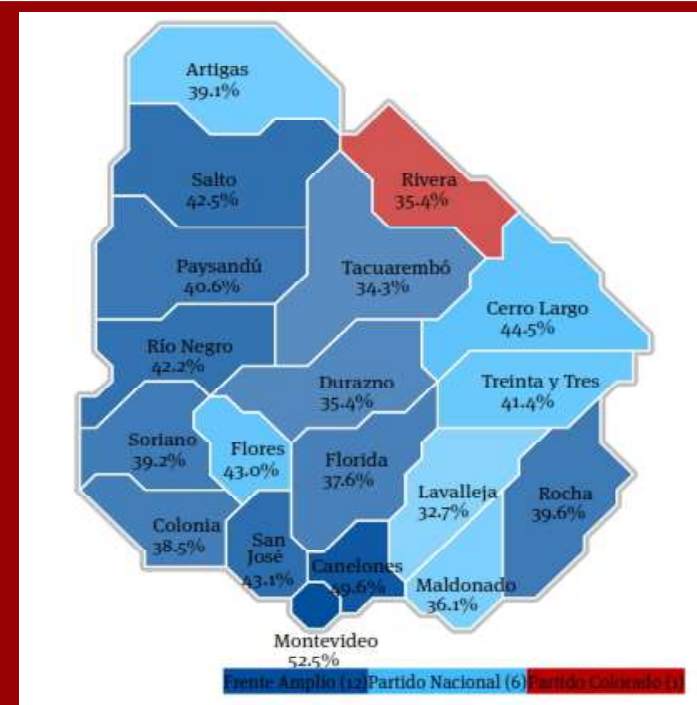 Artigas
39.1%
Salto
42.5%
Rivera
35.4%
Paysandú
40.6%
Tacuarembó
34.3%
Cerro Largo
44.5%
Río Negro
42.2%
Durazno
35.4%
Treinta y Tres
41.4%
Soriano
39.2%
Flores
43.0%
Florida
37.6%
Lavalleja
32.7%
Rocha
39.6%
Colonia
38.5%
San
José
43.1%
Canelones
49.6%
Maldonado
36.1%
Montevideo
52.5%
Frente Amplio (12) Partido Nacional (6) Partido Colorado (1)